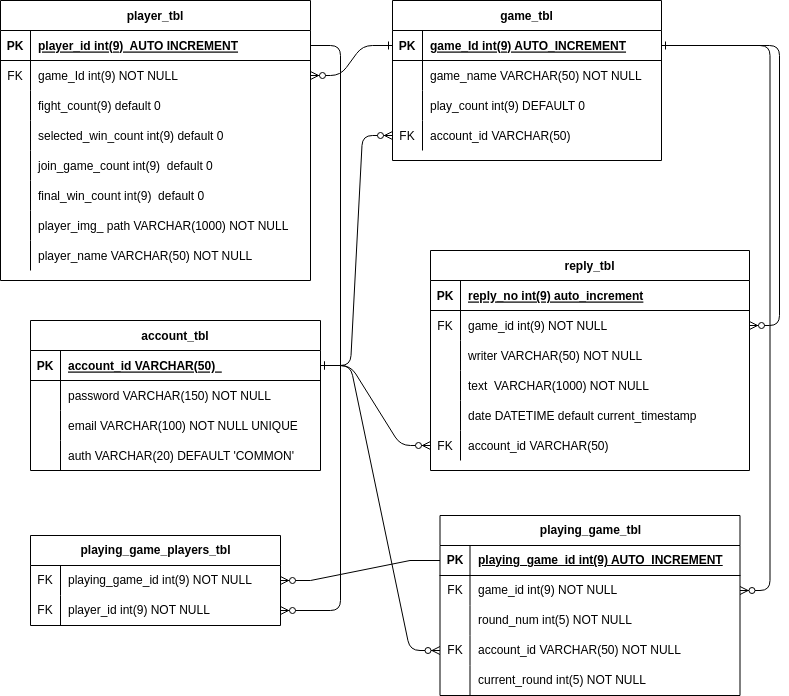 player_tbl
PK player_id int(9) AUTO INCREMENT
FK game_Id int(9) NOT NULL
fight_count(9) default 0
selected_win_count int(9) default 0
join_game_count int(9) default 0
final_win_count int(9) default 0
player_img_ path VARCHAR(1000) NOT NULL
player_name VARCHAR(50) NOT NULL
game_tbl
PK game_Id int(9) AUTO_INCREMENT
game_name VARCHAR(50) NOT NULL
play_count int(9) DEFAULT 0
FK account_id VARCHAR(50)
reply_tbl
PK reply_no int(9) auto_increment
FK game_id int(9) NOT NULL
writer VARCHAR(50) NOT NULL
text VARCHAR(1000) NOT NULL
date DATETIME default current_timestamp
FK account_id VARCHAR(50)
account_tbl
PK account_id VARCHAR(50)
password VARCHAR(150) NOT NULL
email VARCHAR(100) NOT NULL UNIQUE
auth VARCHAR(20) DEFAULT 'COMMON'
playing_game_players_tbl
FK playing_game_id int(9) NOT NULL
FK player_id int(9) NOT NULL
playing_game_tbl
PK playing_game_id int(9) AUTO_INCREMENT
FK game_id int(9) NOT NULL
round_num int(5) NOT NULL
FK account_id VARCHAR(50) NOT NULL
current_round int(5) NOT NULL